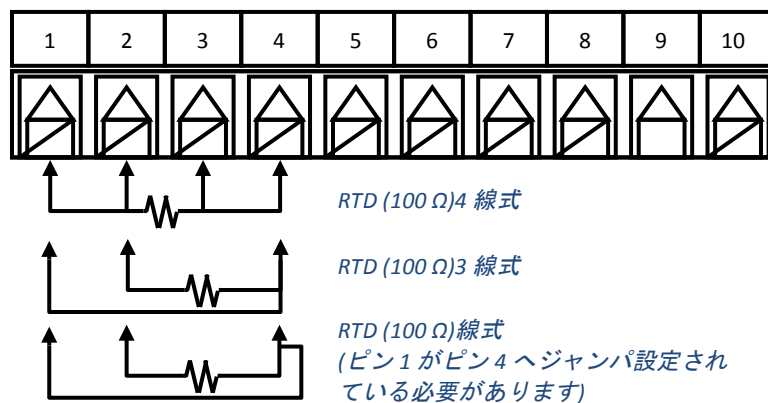 1 2 3 4 5 6 7 8 9 10
RTD (100 Ω)4 線式
RTD (100 Ω)3 線式
RTD (100 Ω)線式
(ピン 1 がピン 4 へジャンパ設定され
ている必要があります)